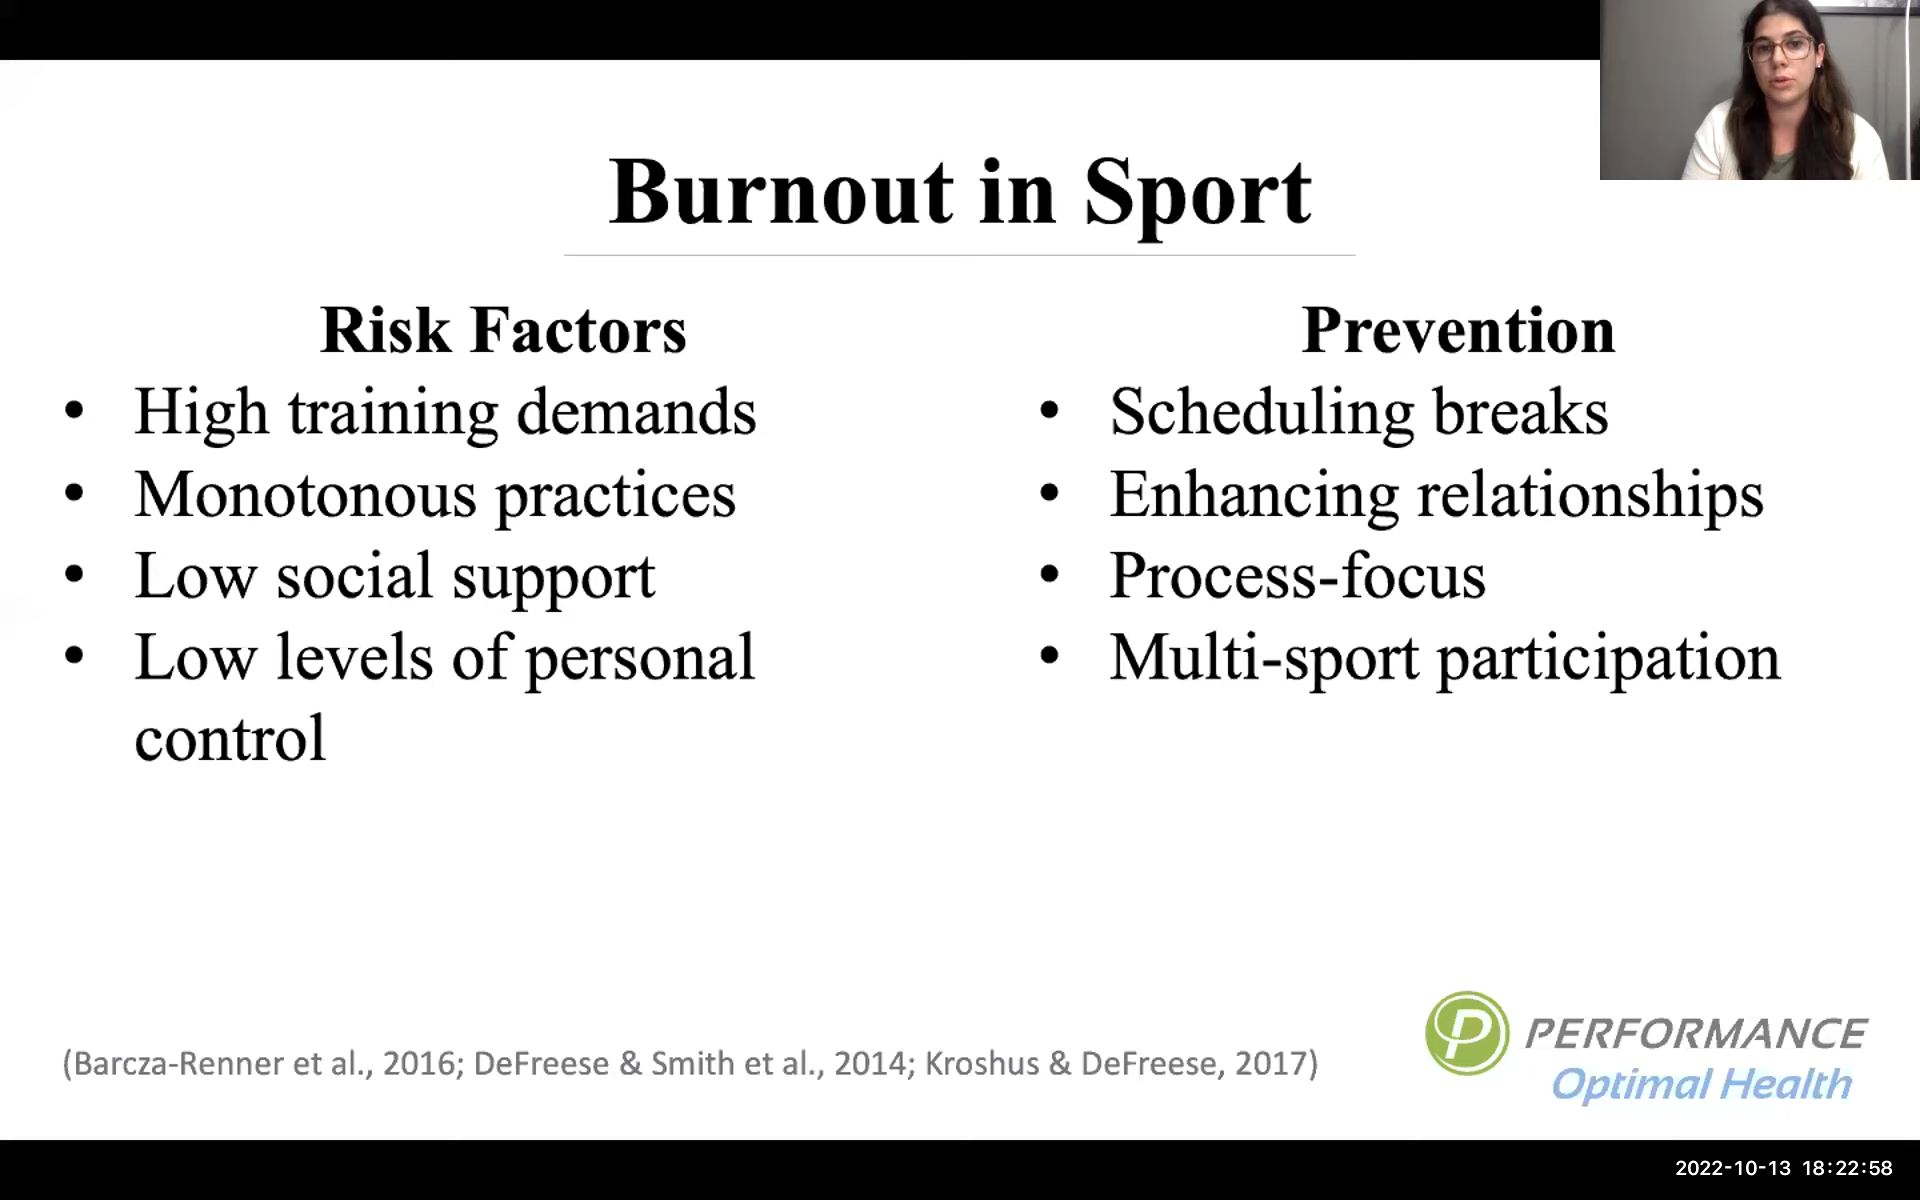 Burnout in Sport
Risk Factors
• High training demands
• Monotonous practices
• Low social support
• Low levels of personal
control
Prevention
• Scheduling breaks
• Enhancing relationships
• Process-focus
• Multi-sport participation
(Barcza-Renner et al., 2016; DeFreese & Smith et al., 2014; Kroshus & DeFreese, 2017)
P PERFORMANCE
Optimal Health
2022-10-13 18:22:58